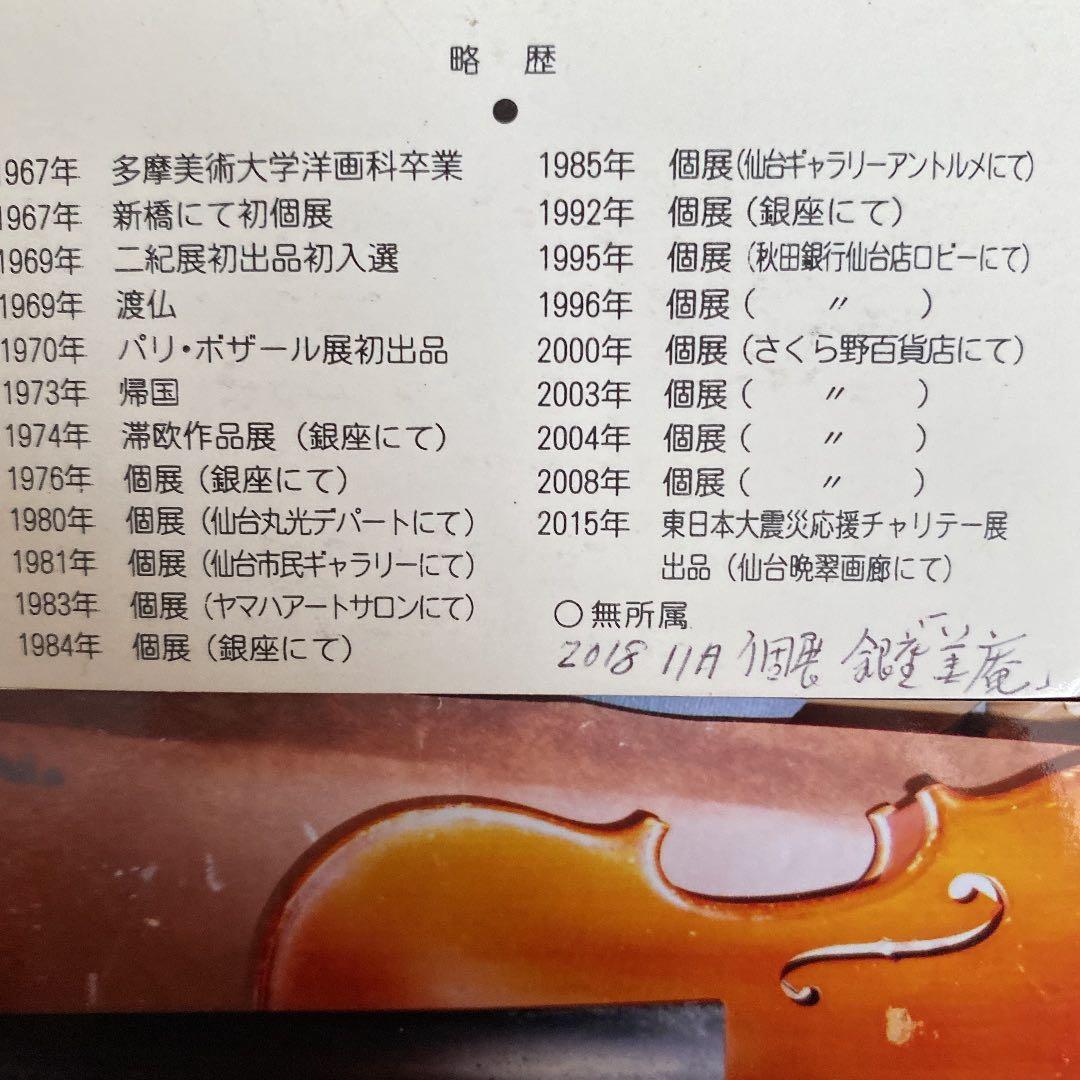 略 歴
1967年 多摩美術大学洋画科卒業
1967年 新橋にて初個展
1969年 二紀展初出品初入選
1969年 渡仏
1970年 パリ・ボザール展初出品
1973年 帰国
1974年 滞欧作品展（銀座にて）
1976年 個展（銀座にて）
1980年 個展（仙台丸光デパートにて）
1981年 個展（仙台市民ギャラリーにて）
1983年 個展（ヤマハアートサロンにて）
1984年 個展（銀座にて）
1985年 個展（仙台ギャラリーアントルメにて）
1992年 個展（銀座にて）
1995年 個展（秋田銀行仙台店ロビーにて）
1996年 個展（ 〃 ）
2000年 個展（さくら野百貨店にて）
2003年 個展（ 〃 ）
2004年 個展（ 〃 ）
2008年 個展（ 〃 ）
2015年 東日本大震災応援チャリテー展
出品（仙台晩翠画廊にて）
○無所属
2018 11月 個展 銀座「美庵」